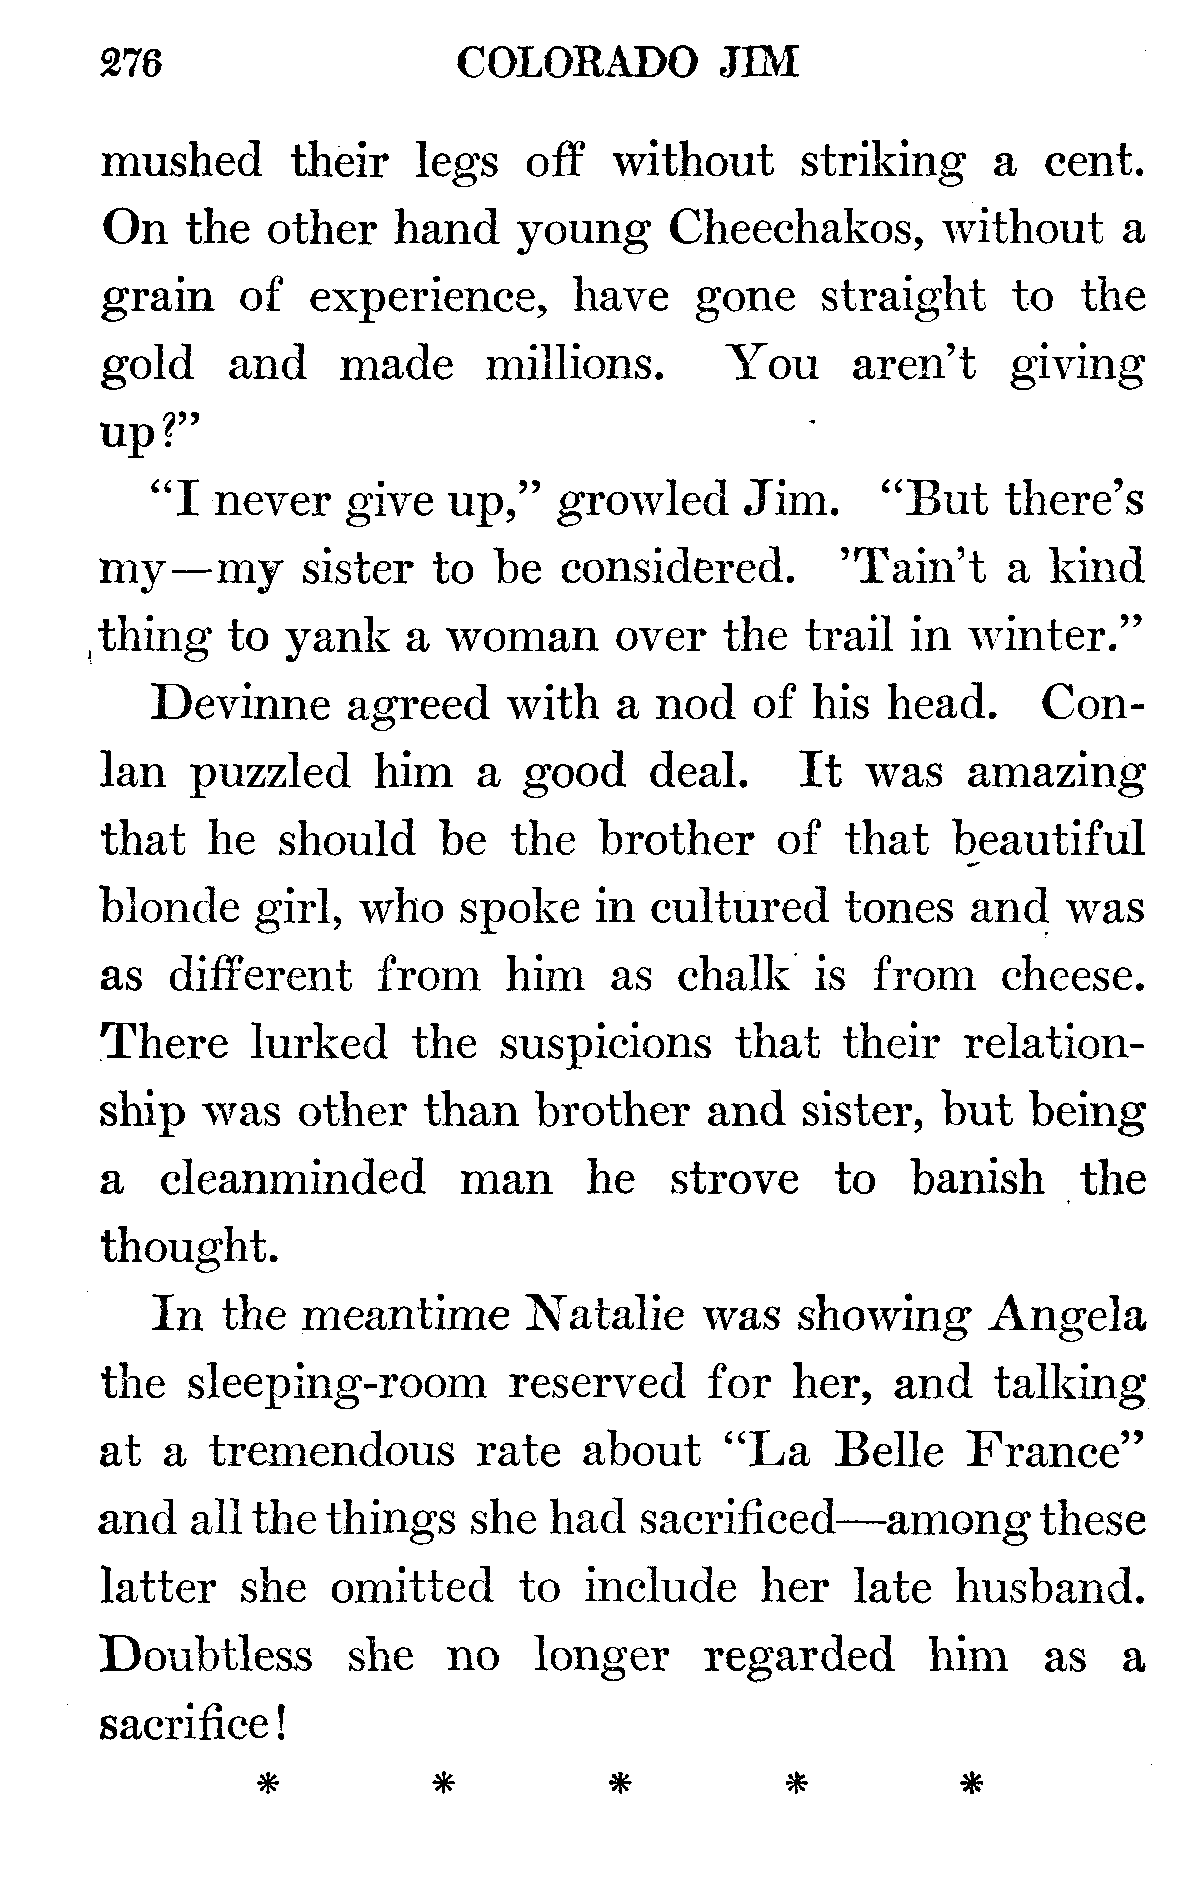 276 COLORADO JIM
mushed their legs off without striking a cent.
On the other hand young Cheechakos, without a
grain of experience, have gone straight to the
gold and made millions. You aren't giving
up?"
"I never give up," growled Jim. "But there's
my—my sister to be considered. 'Tain't a kind
thing to yank a woman over the trail in winter."
Devinne agreed with a nod of his head. Con-
lan puzzled him a good deal. It was amazing
that he should be the brother of that beautiful
blonde girl, who spoke in cultured tones and was
as different from him as chalk is from cheese.
There lurked the suspicions that their relation-
ship was other than brother and sister, but being
a cleanminded man he strove to banish the
thought.
In the meantime Natalie was showing Angela
the sleeping-room reserved for her, and talking
at a tremendous rate about "La Belle France"
and all the things she had sacrificed—among these
latter she omitted to include her late husband.
Doubtless she no longer regarded him as a
sacrifice!
* * * * *